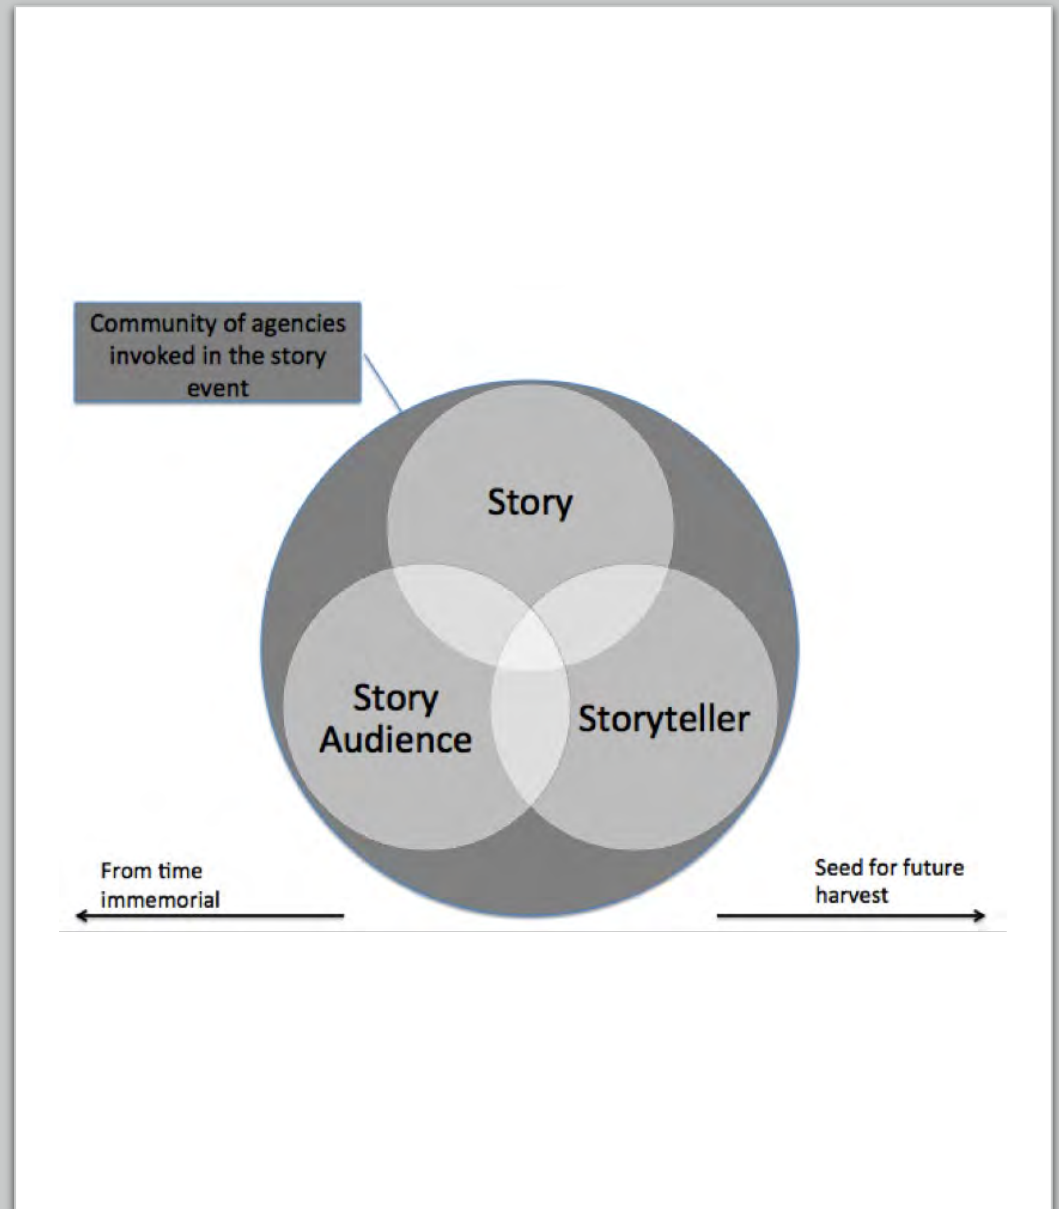 Community of agencies
invoked in the story
event
Story
Story
Audience
Storyteller
From time
immemorial
Seed for future
harvest